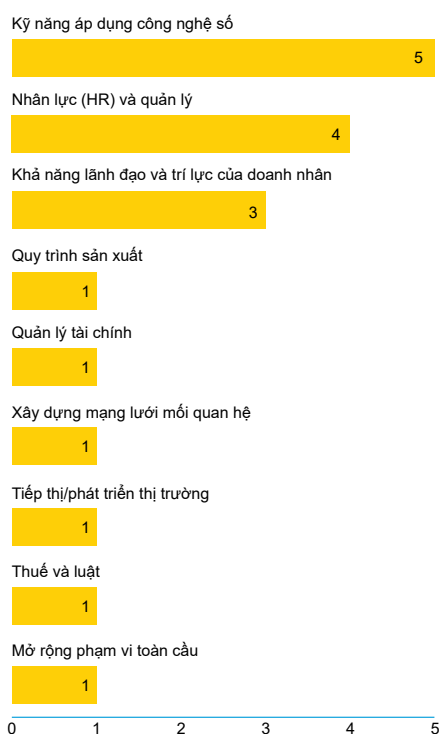 Kỹ năng áp dụng công nghệ số
5
Nhân lực (HR) và quản lý
4
Khả năng lãnh đạo và trí lực của doanh nhân
3
Quy trình sản xuất
1
Quản lý tài chính
1
Xây dựng mạng lưới mối quan hệ
1
Tiếp thị/phát triển thị trường
1
Thuế và luật
1
Mở rộng phạm vi toàn cầu
1
0 1 2 3 4 5